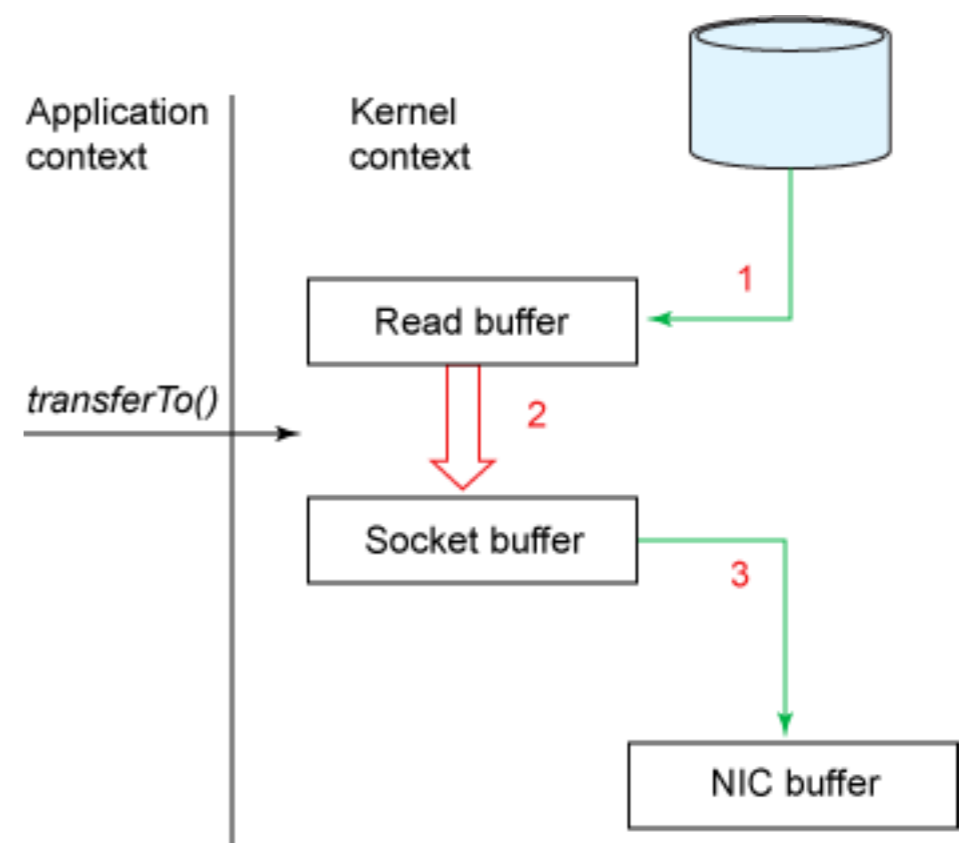 Application
context
Kernel
context
1
Read buffer
transferTo()
2
Socket buffer
3
NIC buffer